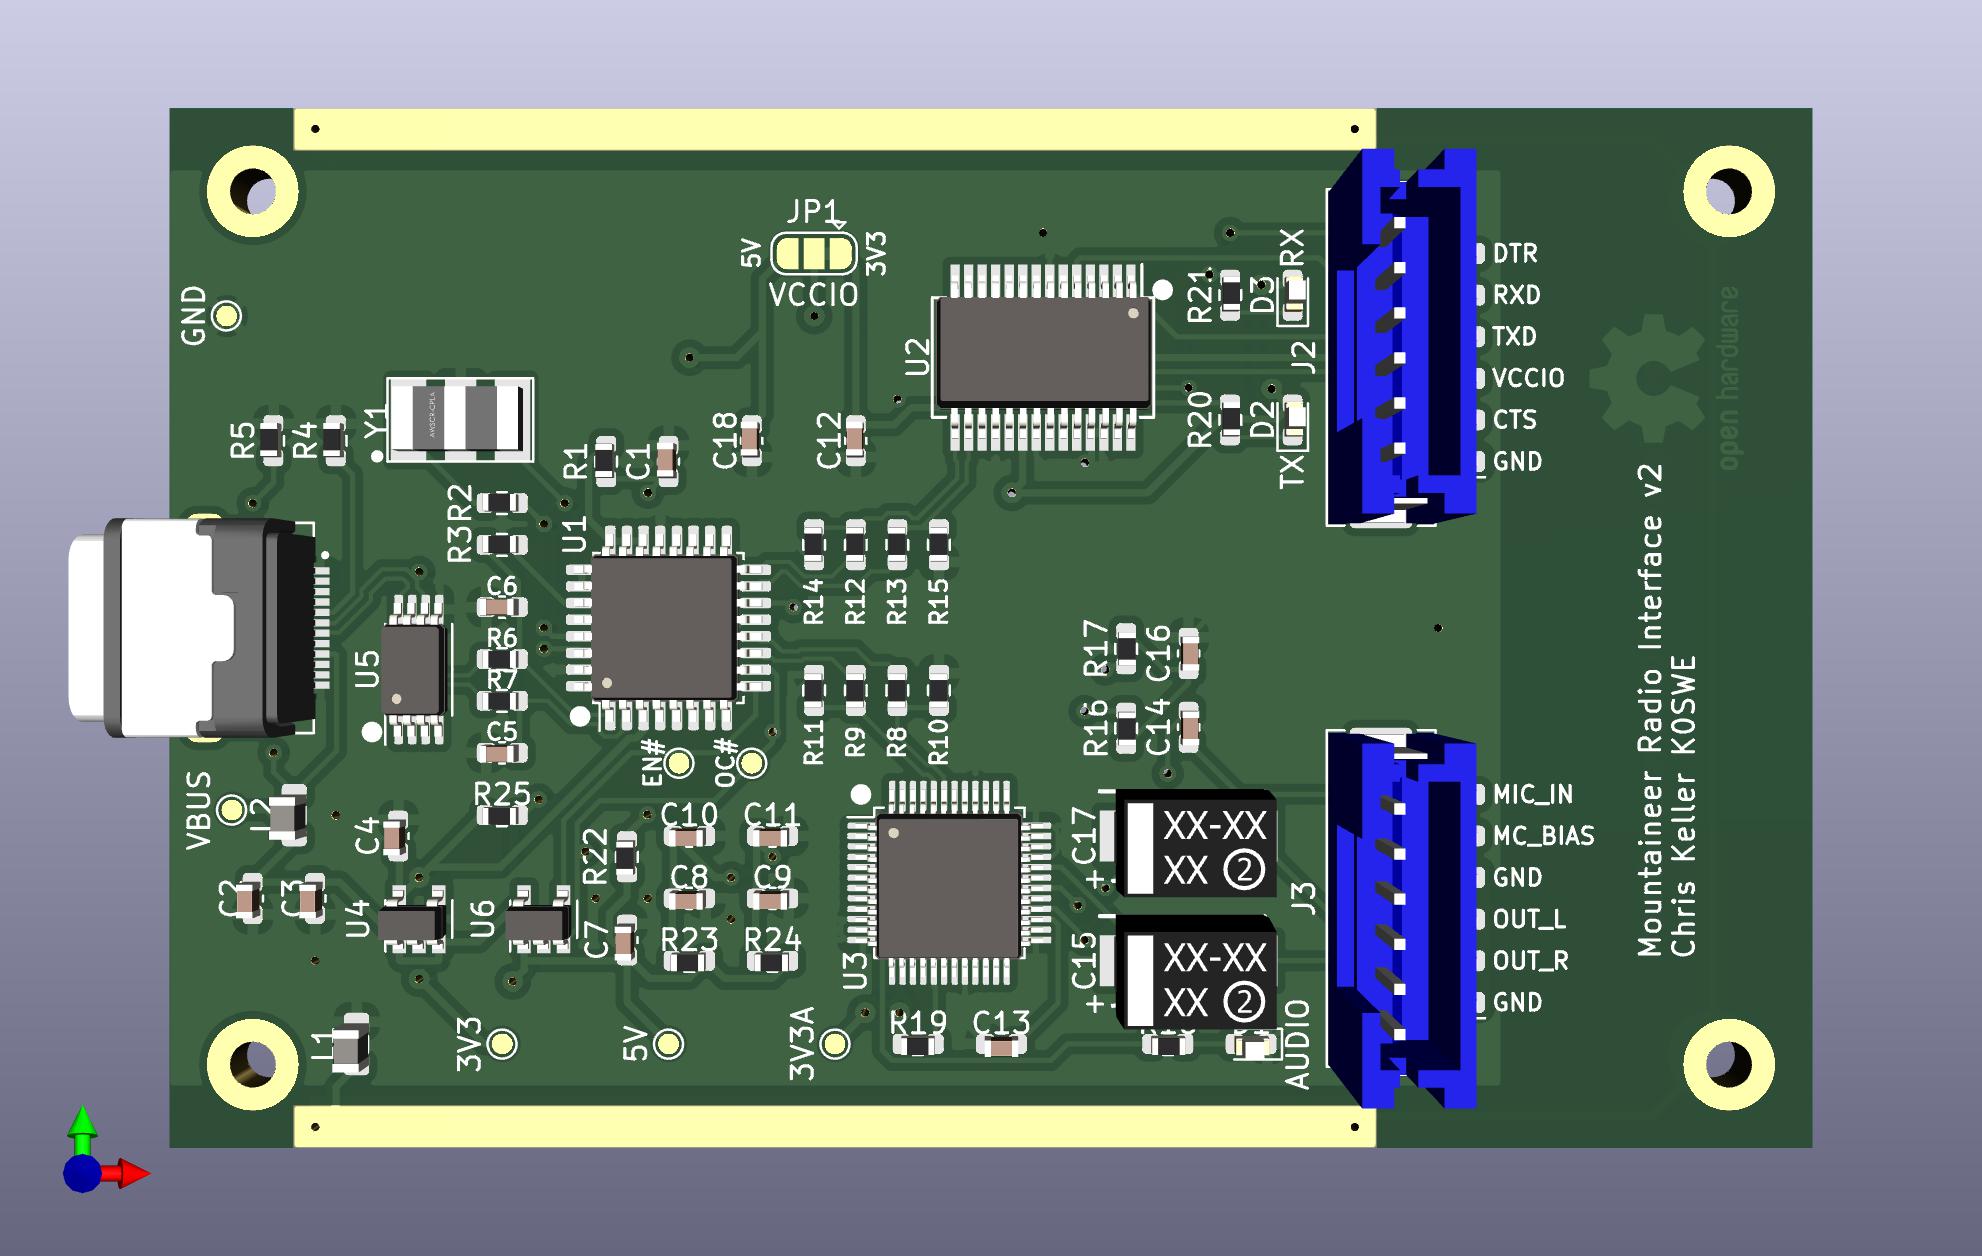 JP1
5V
3V3
VCCIO
GND
Y1
R5
R4
R1
C1
C18
C12
U2
R21
D3
RX
R20
D2
TX
J2
DTR
RXD
TXD
VCCIO
CTS
GND
open hardware
R2
R3
U1
C6
R6
R7
C5
U5
R25
EN#
OC#
R14
R12
R13
R15
R11
R9
R8
R10
R17
C16
R16
C14
VBUS
L2
C4
C2
C3
U4
U6
R22
C7
C10
C11
C8
C9
R23
R24
U3
C17
+
XX-XX
XX 2
C15
+
XX-XX
XX 2
J3
MIC_IN
MC_BIAS
GND
OUT_L
OUT_R
GND
L1
3V3
5V
3V3A
R19
C13
AUDIO
Mountaineer Radio Interface v2
Chris Keller K0SWE